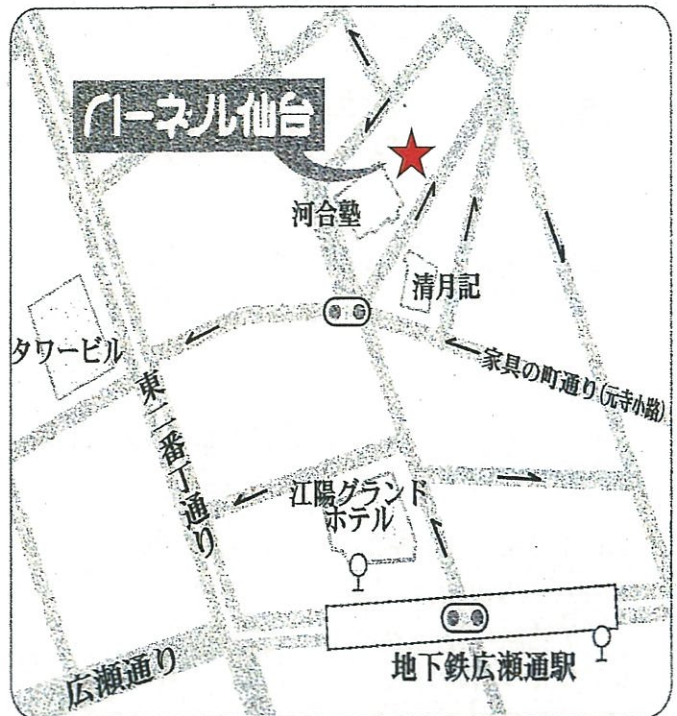 ハーネル仙台
河合塾
清月記
タワービル
家具の町通り(元寺小路)
東二番丁通り
江陽グランド
ホテル
広瀬通り
地下鉄広瀬通駅